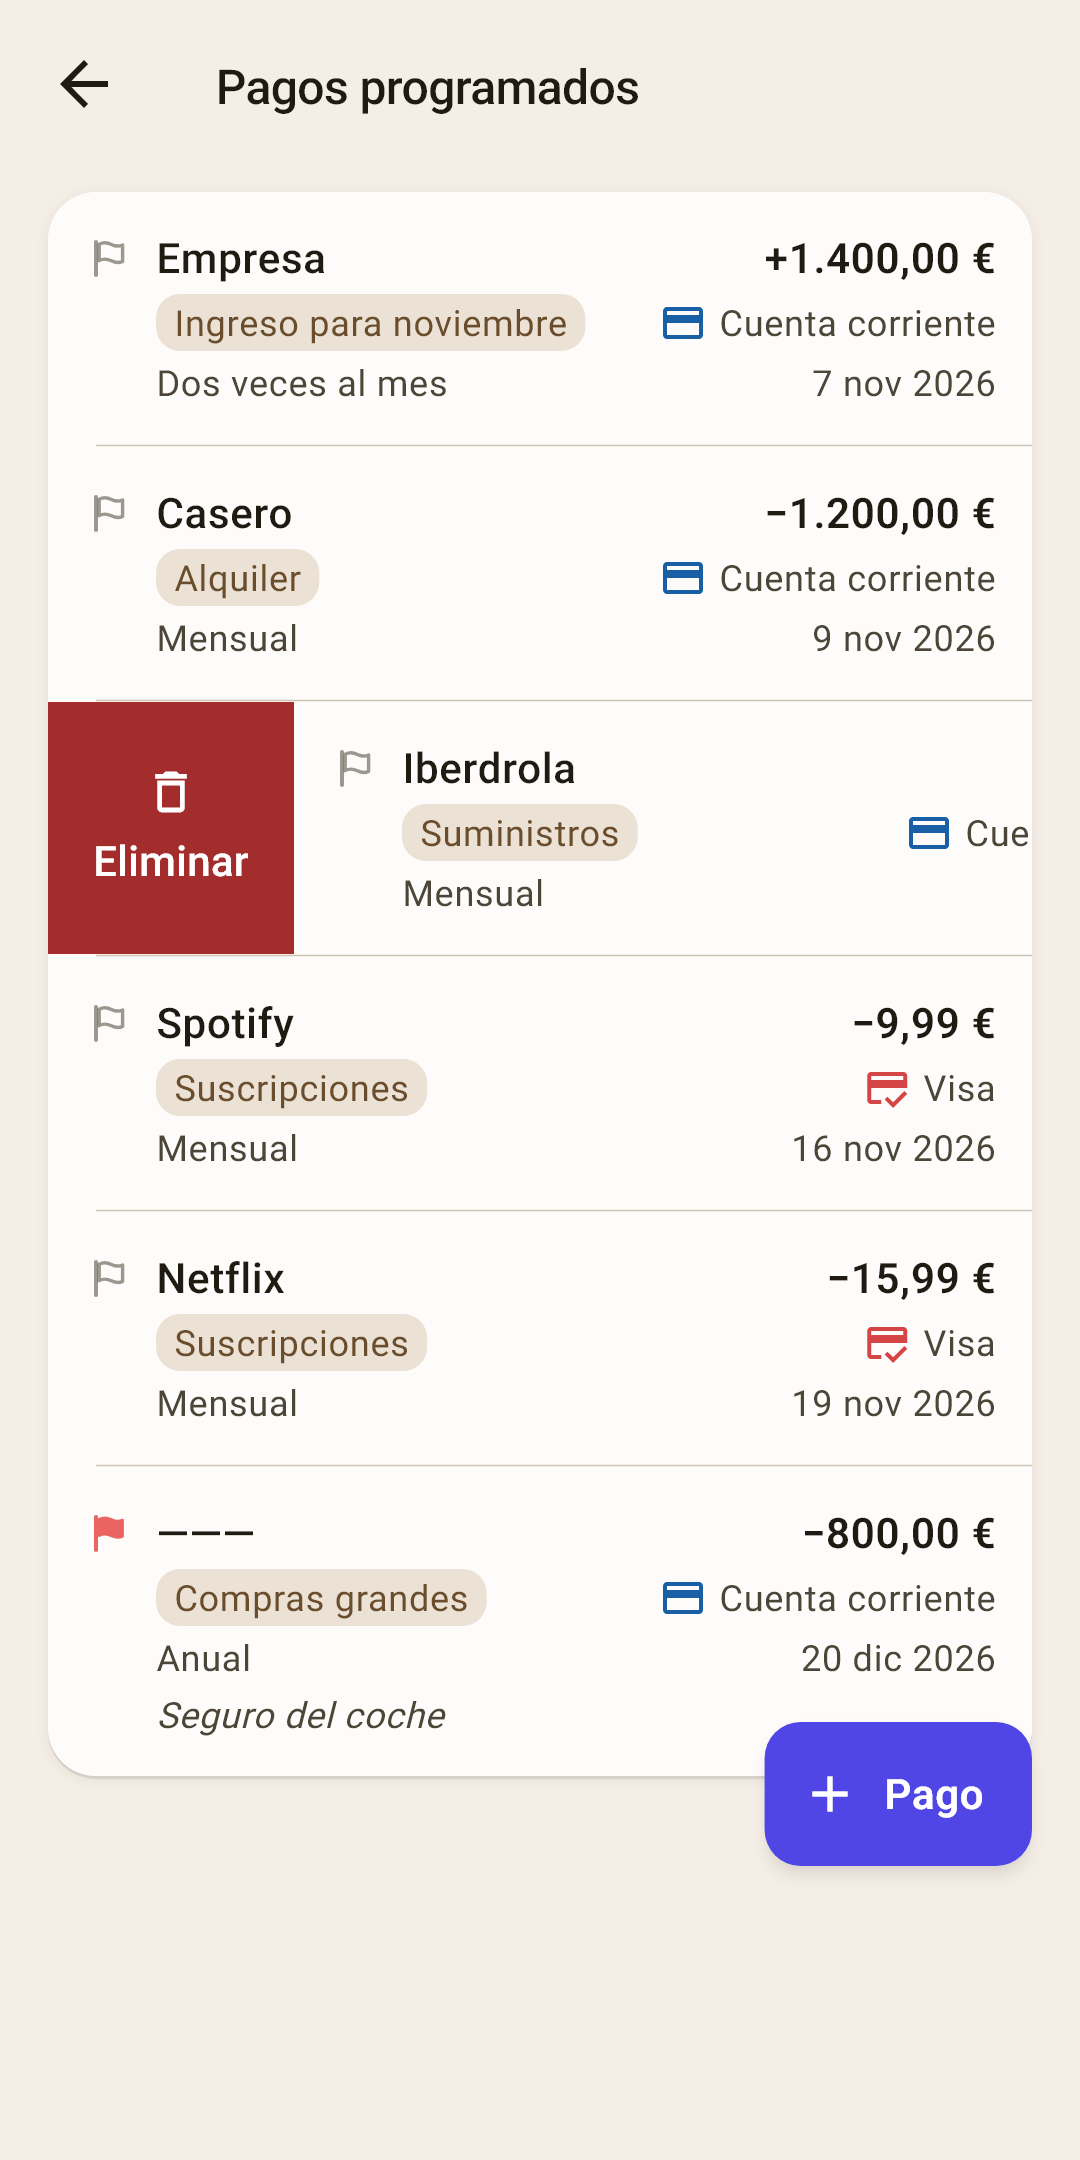 Pagos programados
Empresa
+1.400,00 €
Ingreso para noviembre
Cuenta corriente
Dos veces al mes
7 nov 2026
Casero
−1.200,00 €
Alquiler
Cuenta corriente
Mensual
9 nov 2026
Eliminar
Iberdrola
Suministros
Cue
Mensual
Spotify
−9,99 €
Suscripciones
Visa
Mensual
16 nov 2026
Netflix
−15,99 €
Suscripciones
Visa
Mensual
19 nov 2026
———
−800,00 €
Compras grandes
Cuenta corriente
Anual
20 dic 2026
Seguro del coche
+ Pago